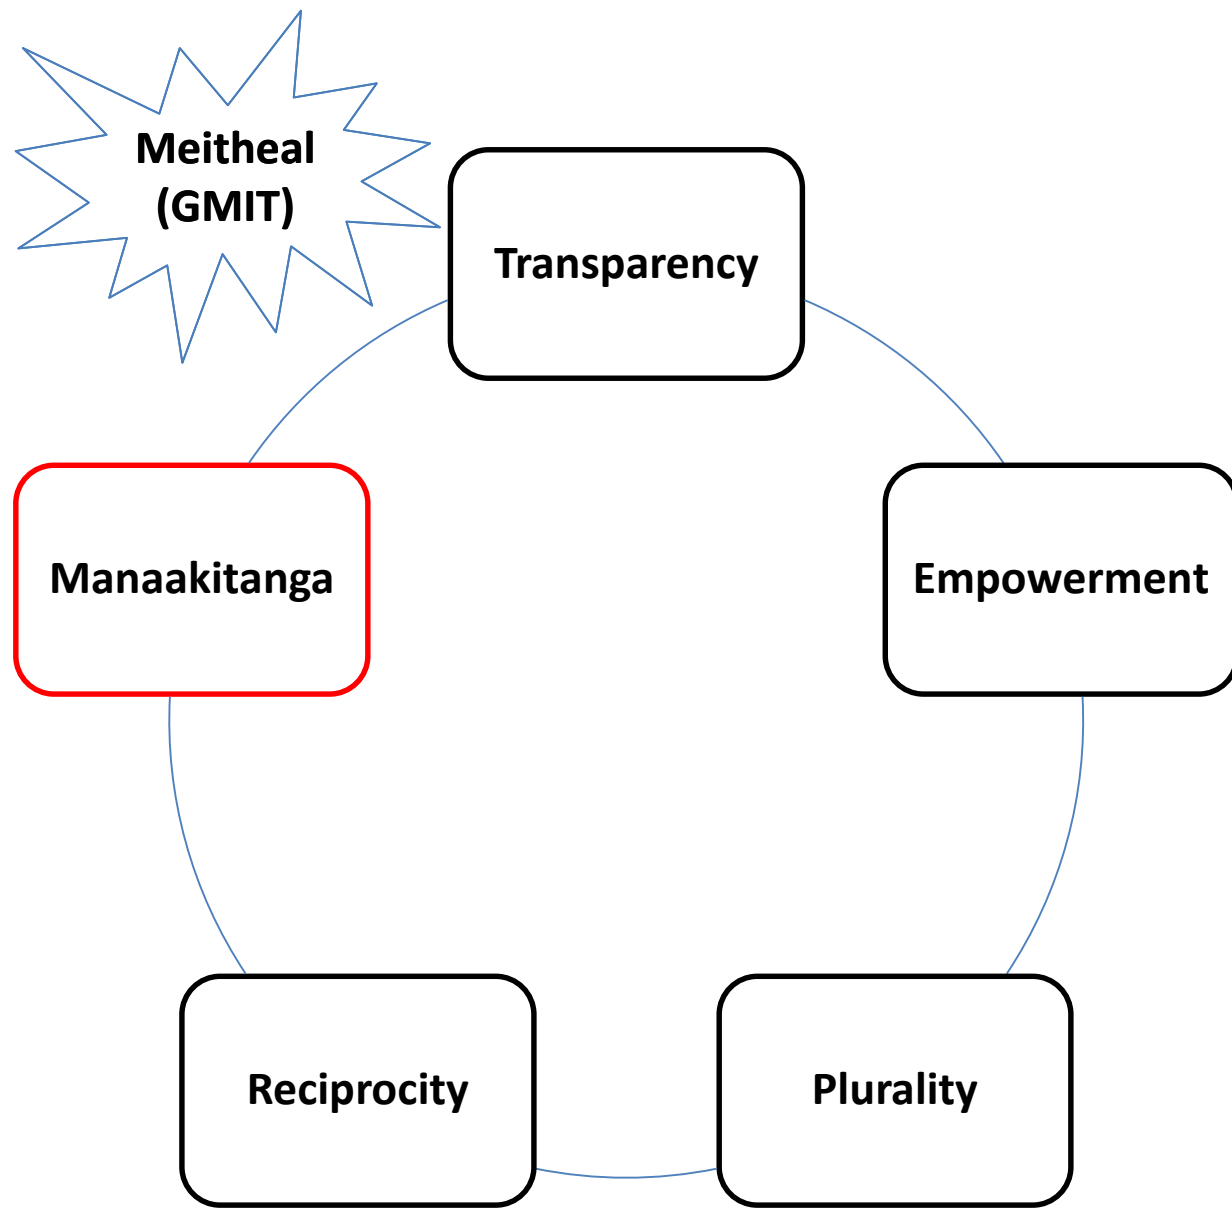 Meitheal
(GMIT)
Transparency
Manaakitanga
Empowerment
Reciprocity
Plurality